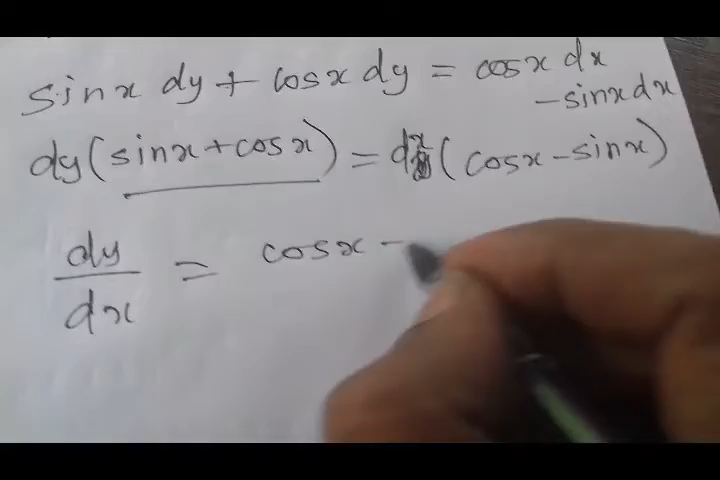 sinx dy + cosx dy = cosx dx
- sinx dx
dy (sinx + cosx) = dx (cosx - sinx)
dy/dx = cosx -